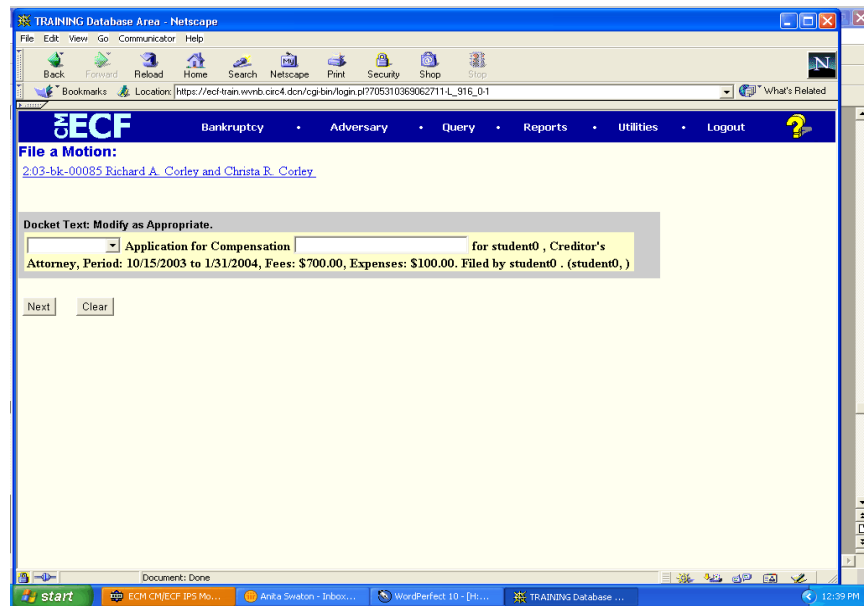 TRAINING Database Area - Netscape
File Edit View Go Communicator Help
Back Forward Reload Home Search Netscape Print Security Shop Stop
Bookmarks Location: https://ecf-train.wvnb.circ4.dcn/cgi-bin/login.pl?705310369062711-L_916_0-1 What's Related
CM ECF Bankruptcy • Adversary • Query • Reports • Utilities • Logout ?
File a Motion:
2:03-bk-00085 Richard A. Corley and Christa R. Corley
Docket Text: Modify as Appropriate.
Application for Compensation for student0 , Creditor's
Attorney, Period: 10/15/2003 to 1/31/2004, Fees: $700.00, Expenses: $100.00. Filed by student0 . (student0, )
Next Clear
Document: Done
start ECM CM/ECF IPS Mo... Anita Swaton - Inbox... WordPerfect 10 - [H:... TRAINING Database ... 12:39 PM